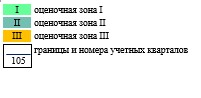 I оценочная зона I
II оценочная зона II
III оценочная зона III
границы и номера учетных кварталов
105